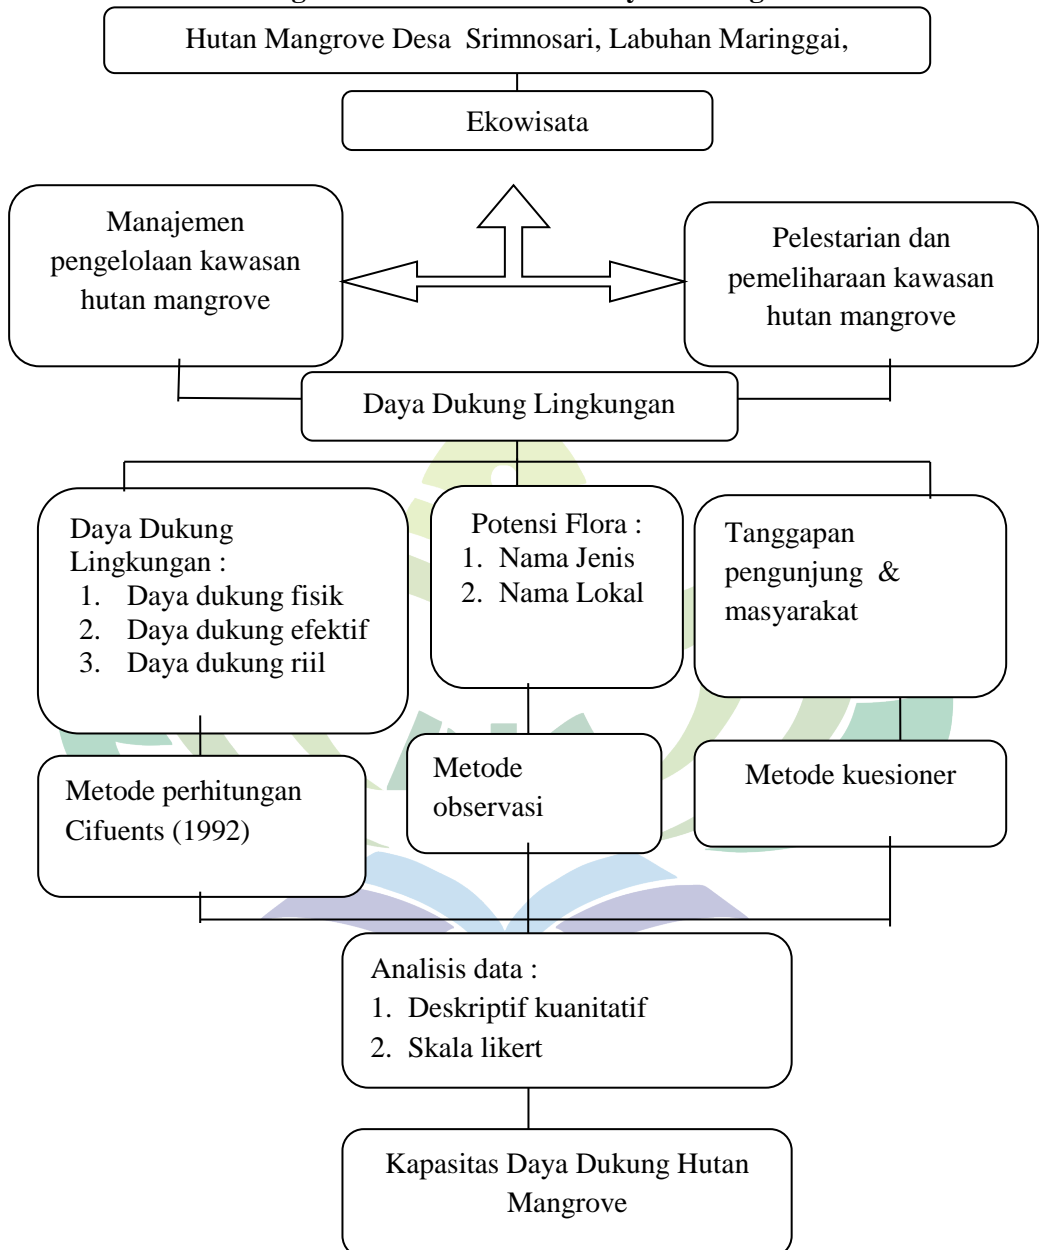 Hutan Mangrove Desa Srimnosari, Labuhan Maringgai,
Ekowisata
Manajemen
pengelolaan kawasan
hutan mangrove
Pelestarian dan
pemeliharaan kawasan
hutan mangrove
Daya Dukung Lingkungan
Daya Dukung
Lingkungan :
1. Daya dukung fisik
2. Daya dukung efektif
3. Daya dukung riil
Potensi Flora :
1. Nama Jenis
2. Nama Lokal
Tanggapan
pengunjung &
masyarakat
Metode perhitungan
Cifuents (1992)
Metode
observasi
Metode kuesioner
Analisis data :
1. Deskriptif kuanitatif
2. Skala likert
Kapasitas Daya Dukung Hutan
Mangrove